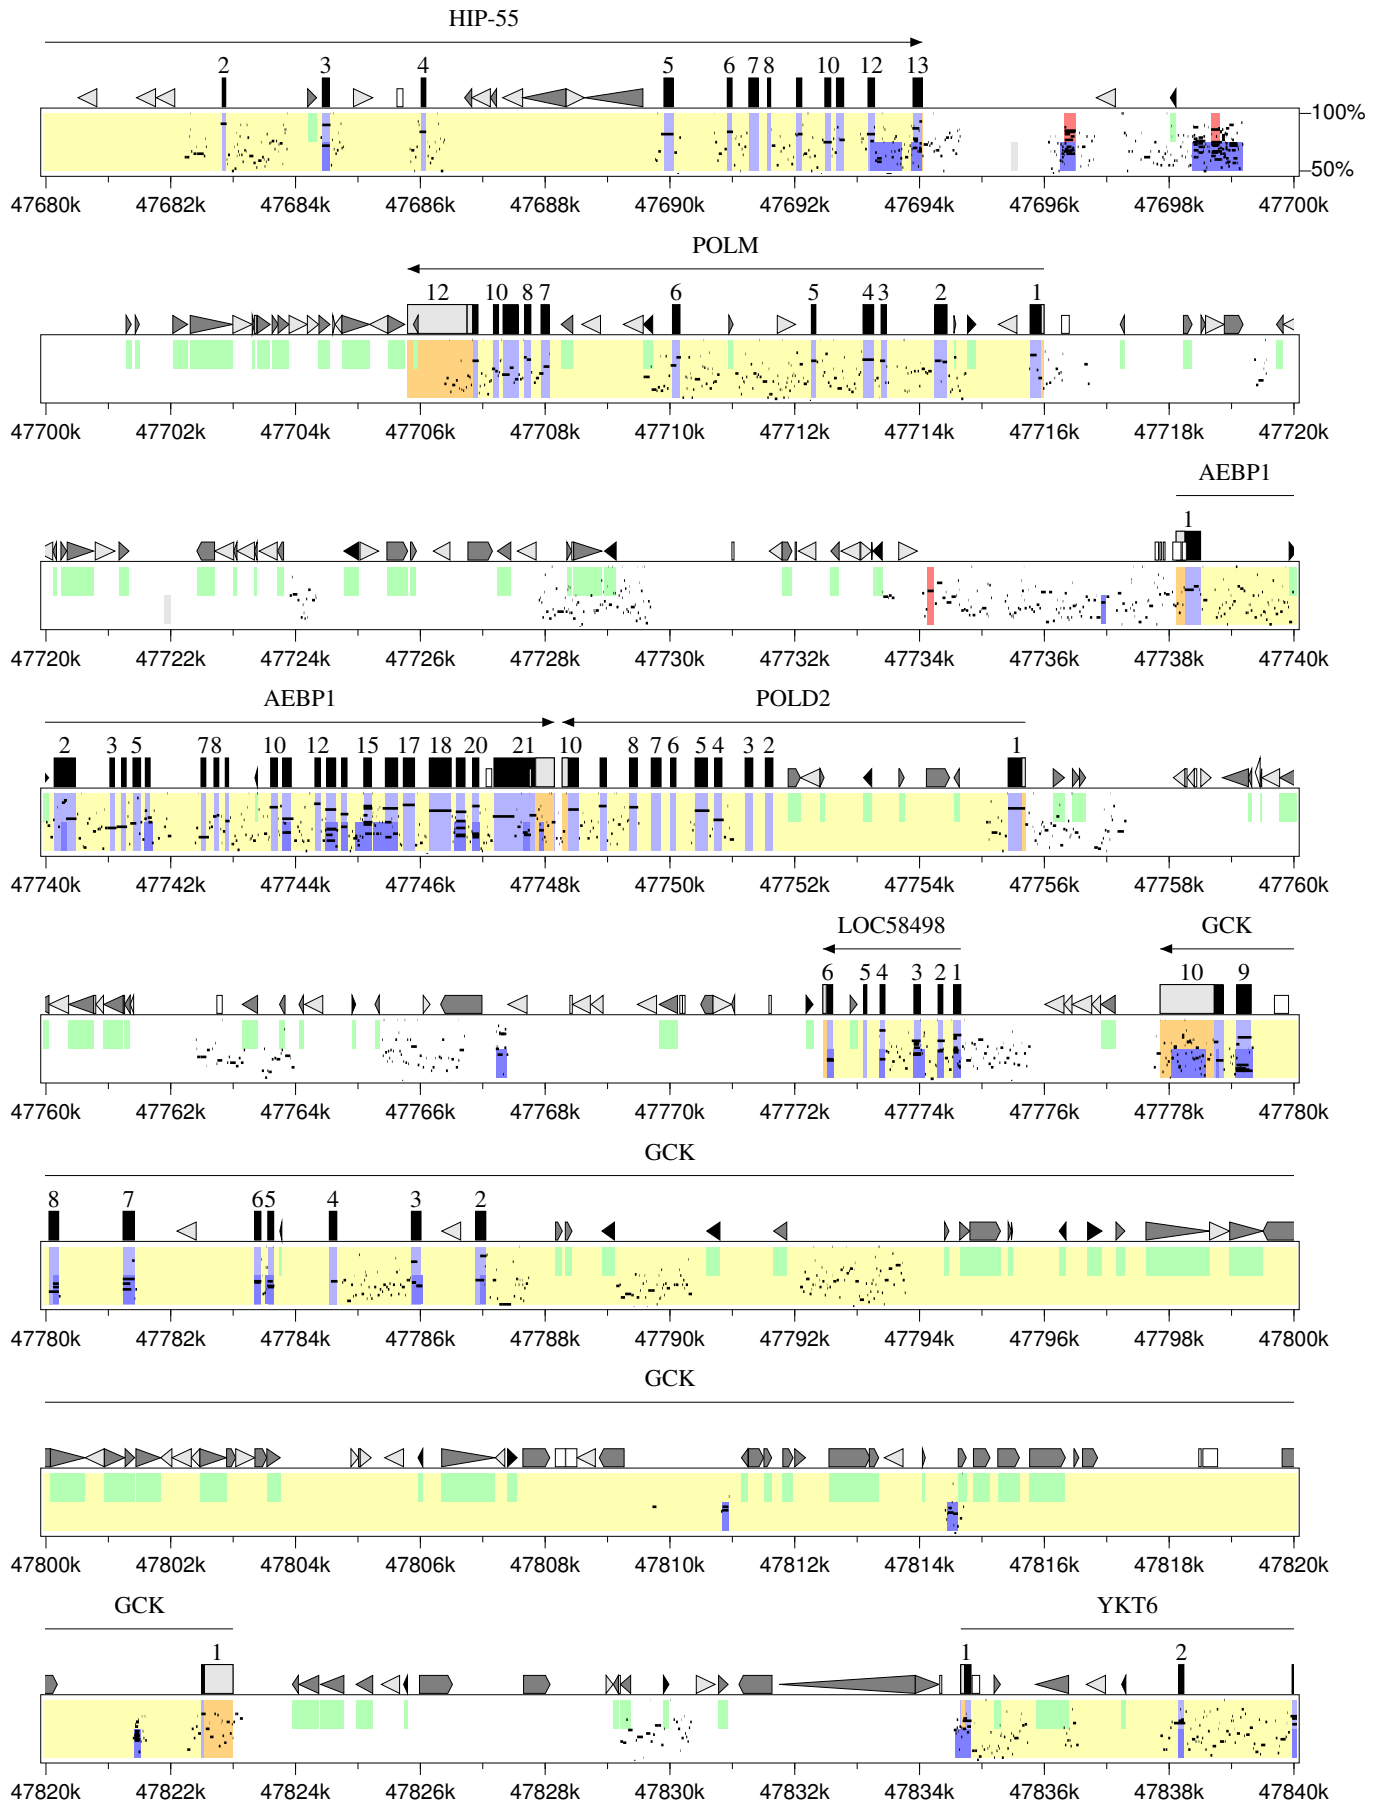 HIP-55
2 3 4 5 6 7 8 10 12 13
100%
50%
47680k 47682k 47684k 47686k 47688k 47690k 47692k 47694k 47696k 47698k 47700k
POLM
12 10 8 7 6 5 4 3 2 1
47700k 47702k 47704k 47706k 47708k 47710k 47712k 47714k 47716k 47718k 47720k
AEBP1
1
47720k 47722k 47724k 47726k 47728k 47730k 47732k 47734k 47736k 47738k 47740k
AEBP1 POLD2
2 3 5 7 8 10 12 15 17 18 20 21 10 8 7 6 5 4 3 2 1
47740k 47742k 47744k 47746k 47748k 47750k 47752k 47754k 47756k 47758k 47760k
LOC58498 GCK
6 5 4 3 2 1 10 9
47760k 47762k 47764k 47766k 47768k 47770k 47772k 47774k 47776k 47778k 47780k
GCK
8 7 6 5 4 3 2
47780k 47782k 47784k 47786k 47788k 47790k 47792k 47794k 47796k 47798k 47800k
GCK
47800k 47802k 47804k 47806k 47808k 47810k 47812k 47814k 47816k 47818k 47820k
GCK YKT6
1 1 2
47820k 47822k 47824k 47826k 47828k 47830k 47832k 47834k 47836k 47838k 47840k